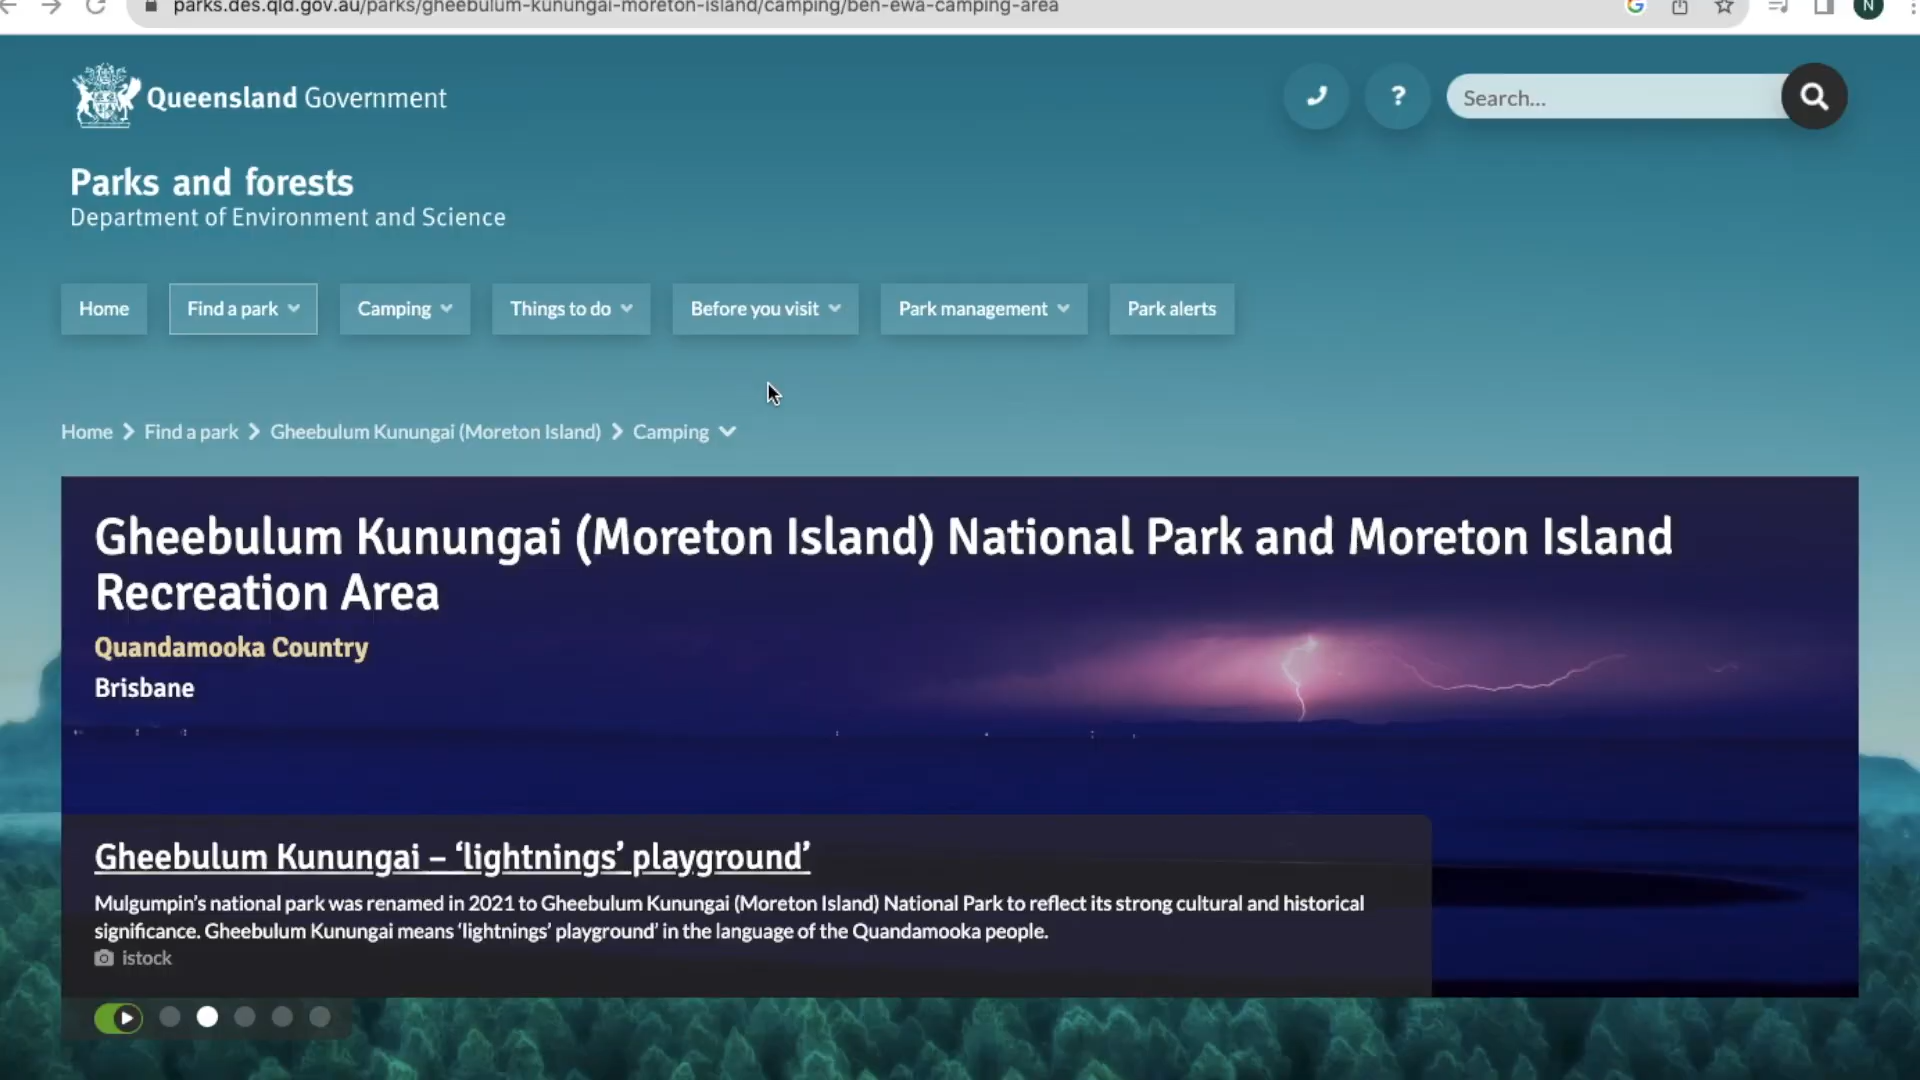 parks.des.qld.gov.au/parks/gheebulum-kunungai-moreton-island/camping/ben-ewa-camping-area
N
Queensland Government
?
Search...
Parks and forests
Department of Environment and Science
Home
Find a park
Camping
Things to do
Before you visit
Park management
Park alerts
Home
Find a park
Gheebulum Kunungai (Moreton Island)
Camping
Gheebulum Kunungai (Moreton Island) National Park and Moreton Island
Recreation Area
Quandamooka Country
Brisbane
Gheebulum Kunungai – ‘lightnings’ playground’
Mulgumpin’s national park was renamed in 2021 to Gheebulum Kunungai (Moreton Island) National Park to reflect its strong cultural and historical
significance. Gheebulum Kunungai means ‘lightnings’ playground’ in the language of the Quandamooka people.
istock